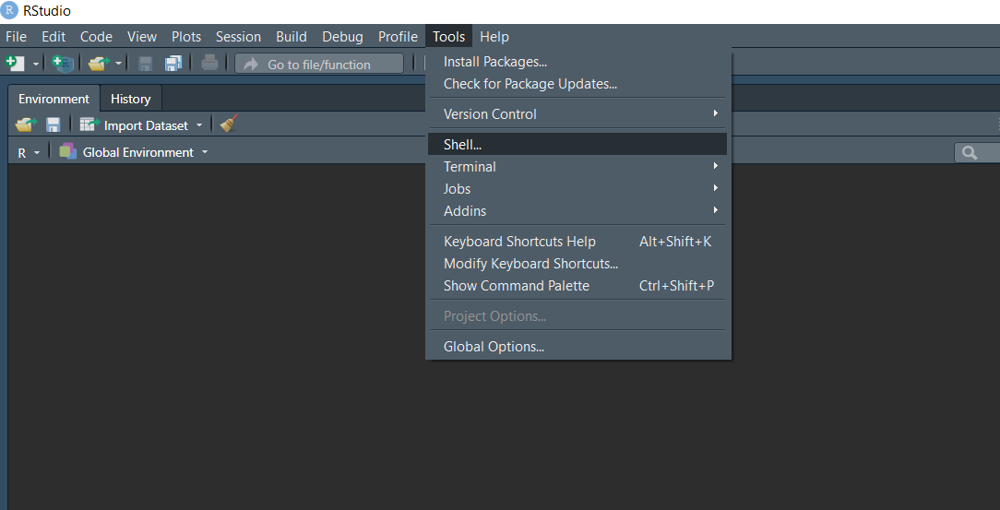 RStudio
File Edit Code View Plots Session Build Debug Profile Tools Help
Go to file/function
Environment History
Import Dataset
R Global Environment
Install Packages...
Check for Package Updates...
Version Control
Shell...
Terminal
Jobs
Addins
Keyboard Shortcuts Help Alt+Shift+K
Modify Keyboard Shortcuts...
Show Command Palette Ctrl+Shift+P
Project Options...
Global Options...